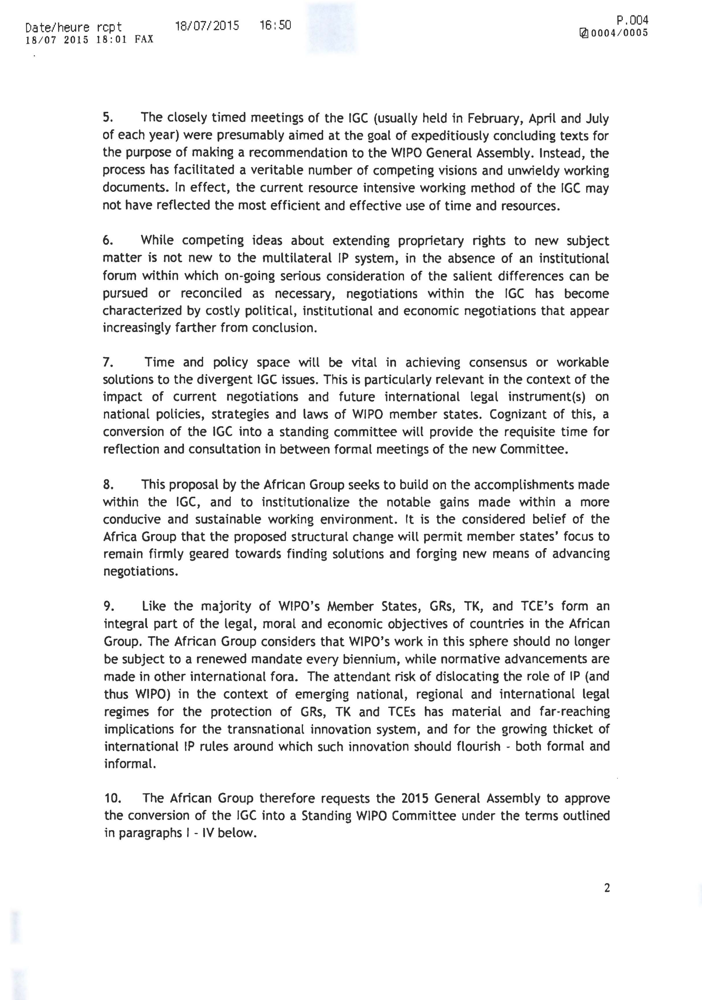 Date/heure rcpt 18/07/2015 16:50 P.004
18/07 2015 18:01 FAX 0004/0005
5. The closely timed meetings of the IGC (usually held in February, April and July
of each year) were presumably aimed at the goal of expeditiously concluding texts for
the purpose of making a recommendation to the WIPO General Assembly. Instead, the
process has facilitated a veritable number of competing visions and unwieldy working
documents. In effect, the current resource intensive working method of the IGC may
not have reflected the most efficient and effective use of time and resources.
6. While competing ideas about extending proprietary rights to new subject
matter is not new to the multilateral IP system, in the absence of an institutional
forum within which on-going serious consideration of the salient differences can be
pursued or reconciled as necessary, negotiations within the IGC has become
characterized by costly political, institutional and economic negotiations that appear
increasingly farther from conclusion.
7. Time and policy space will be vital in achieving consensus or workable
solutions to the divergent IGC issues. This is particularly relevant in the context of the
impact of current negotiations and future international legal instrument(s) on
national policies, strategies and laws of WIPO member states. Cognizant of this, a
conversion of the IGC into a standing committee will provide the requisite time for
reflection and consultation in between formal meetings of the new Committee.
8. This proposal by the African Group seeks to build on the accomplishments made
within the IGC, and to institutionalize the notable gains made within a more
conducive and sustainable working environment. It is the considered belief of the
Africa Group that the proposed structural change will permit member states' focus to
remain firmly geared towards finding solutions and forging new means of advancing
negotiations.
9. Like the majority of WIPO's Member States, GRs, TK, and TCE's form an
integral part of the legal, moral and economic objectives of countries in the African
Group. The African Group considers that WIPO's work in this sphere should no longer
be subject to a renewed mandate every biennium, while normative advancements are
made in other international fora. The attendant risk of dislocating the role of IP (and
thus WIPO) in the context of emerging national, regional and international legal
regimes for the protection of GRs, TK and TCEs has material and far-reaching
implications for the transnational innovation system, and for the growing thicket of
international IP rules around which such innovation should flourish - both formal and
informal.
10. The African Group therefore requests the 2015 General Assembly to approve
the conversion of the IGC into a Standing WIPO Committee under the terms outlined
in paragraphs I - IV below.
2